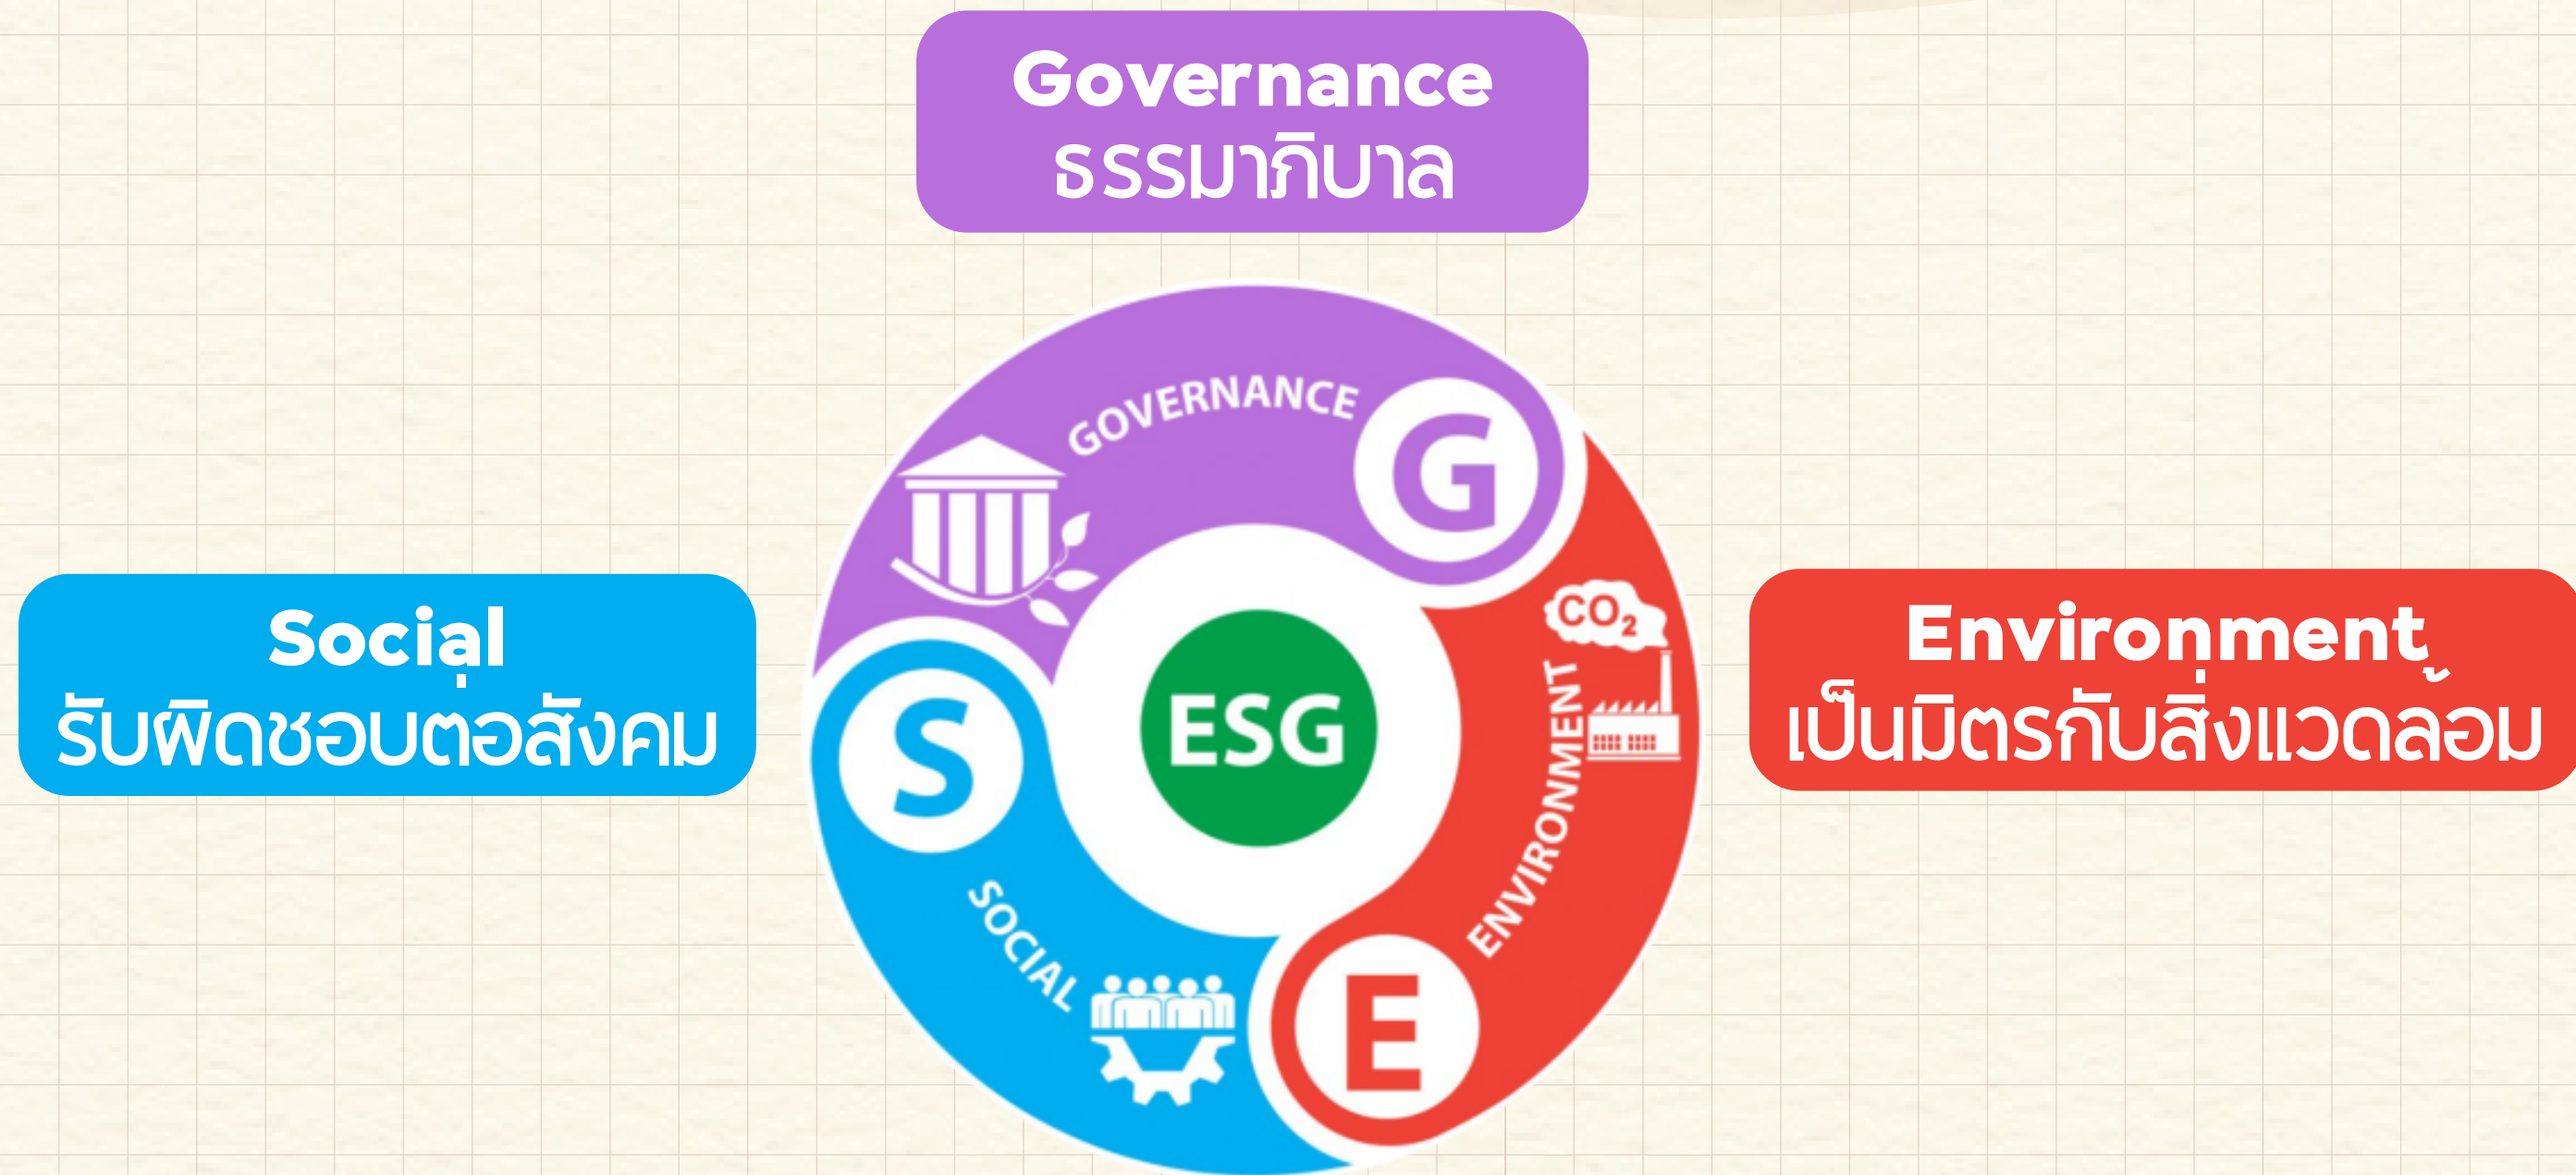 Governance
ธรรมาภิบาล
GOVERNANCE
G
Social
รับผิดชอบต่อสังคม
S
SOCIAL
ESG
CO₂
ENVIRONMENT
E
Environment
เป็นมิตรกับสิ่งแวดล้อม